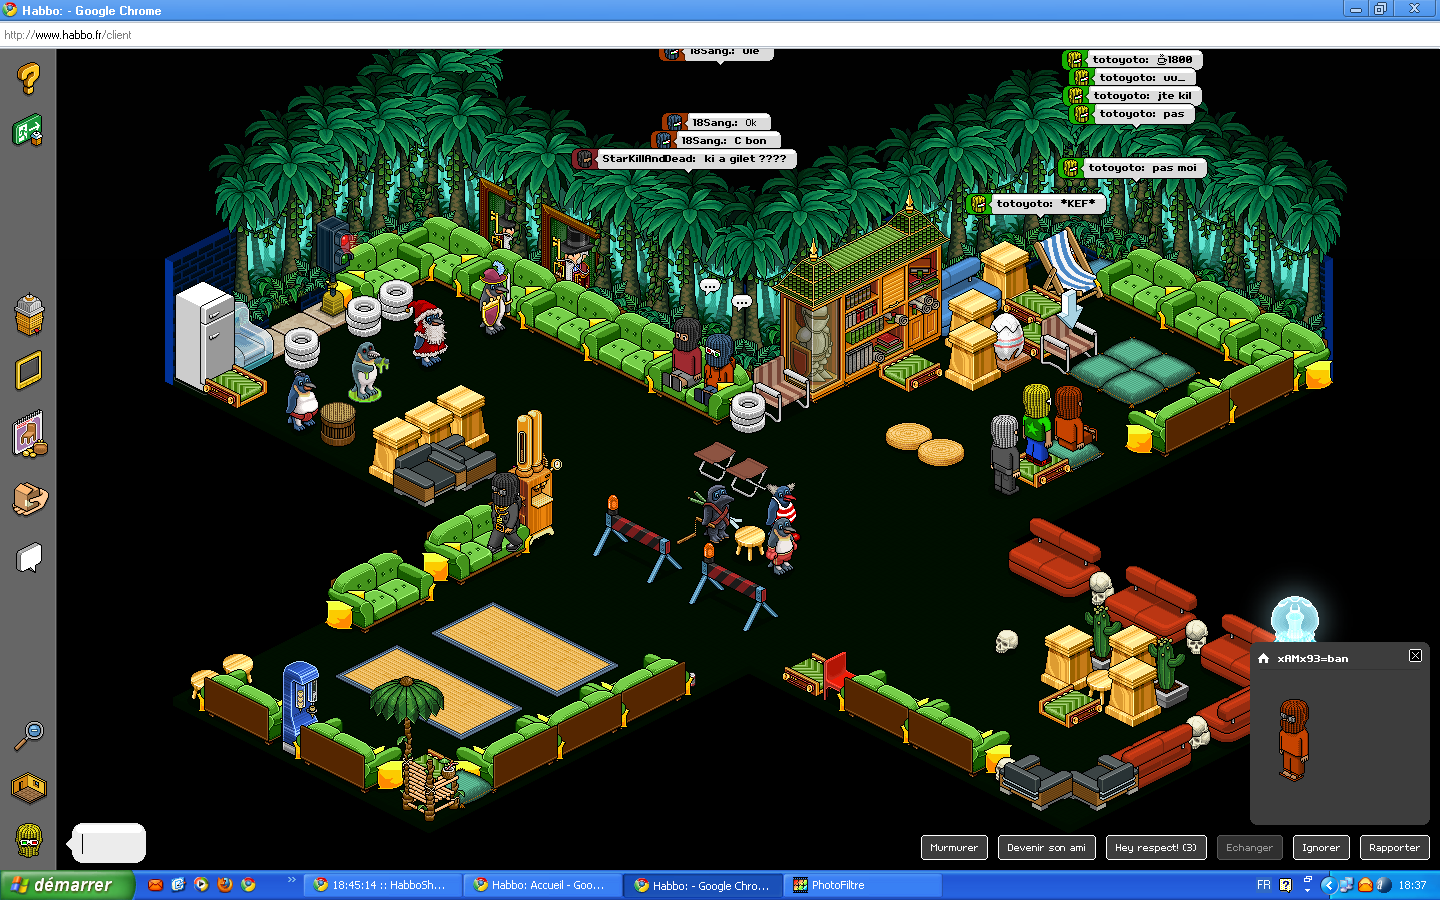 Habbo: - Google Chrome
http://www.habbo.fr/client
18Sang.: Ole
totoyoto: 1800
totoyoto: uu_
totoyoto: jte kil
totoyoto: pas
18Sang.: Ok
18Sang.: C bon
StarKillAndDead: ki a gilet ????
totoyoto: pas moi
totoyoto: *KEF*
xAMx93=ban
Murmurer
Devenir son ami
Hey respect! (3)
Echanger
Ignorer
Rapporter
démarrer
18:45:14 :: HabboSh...
Habbo: Accueil - Goo...
Habbo: - Google Chro...
PhotoFiltre
FR
18:37